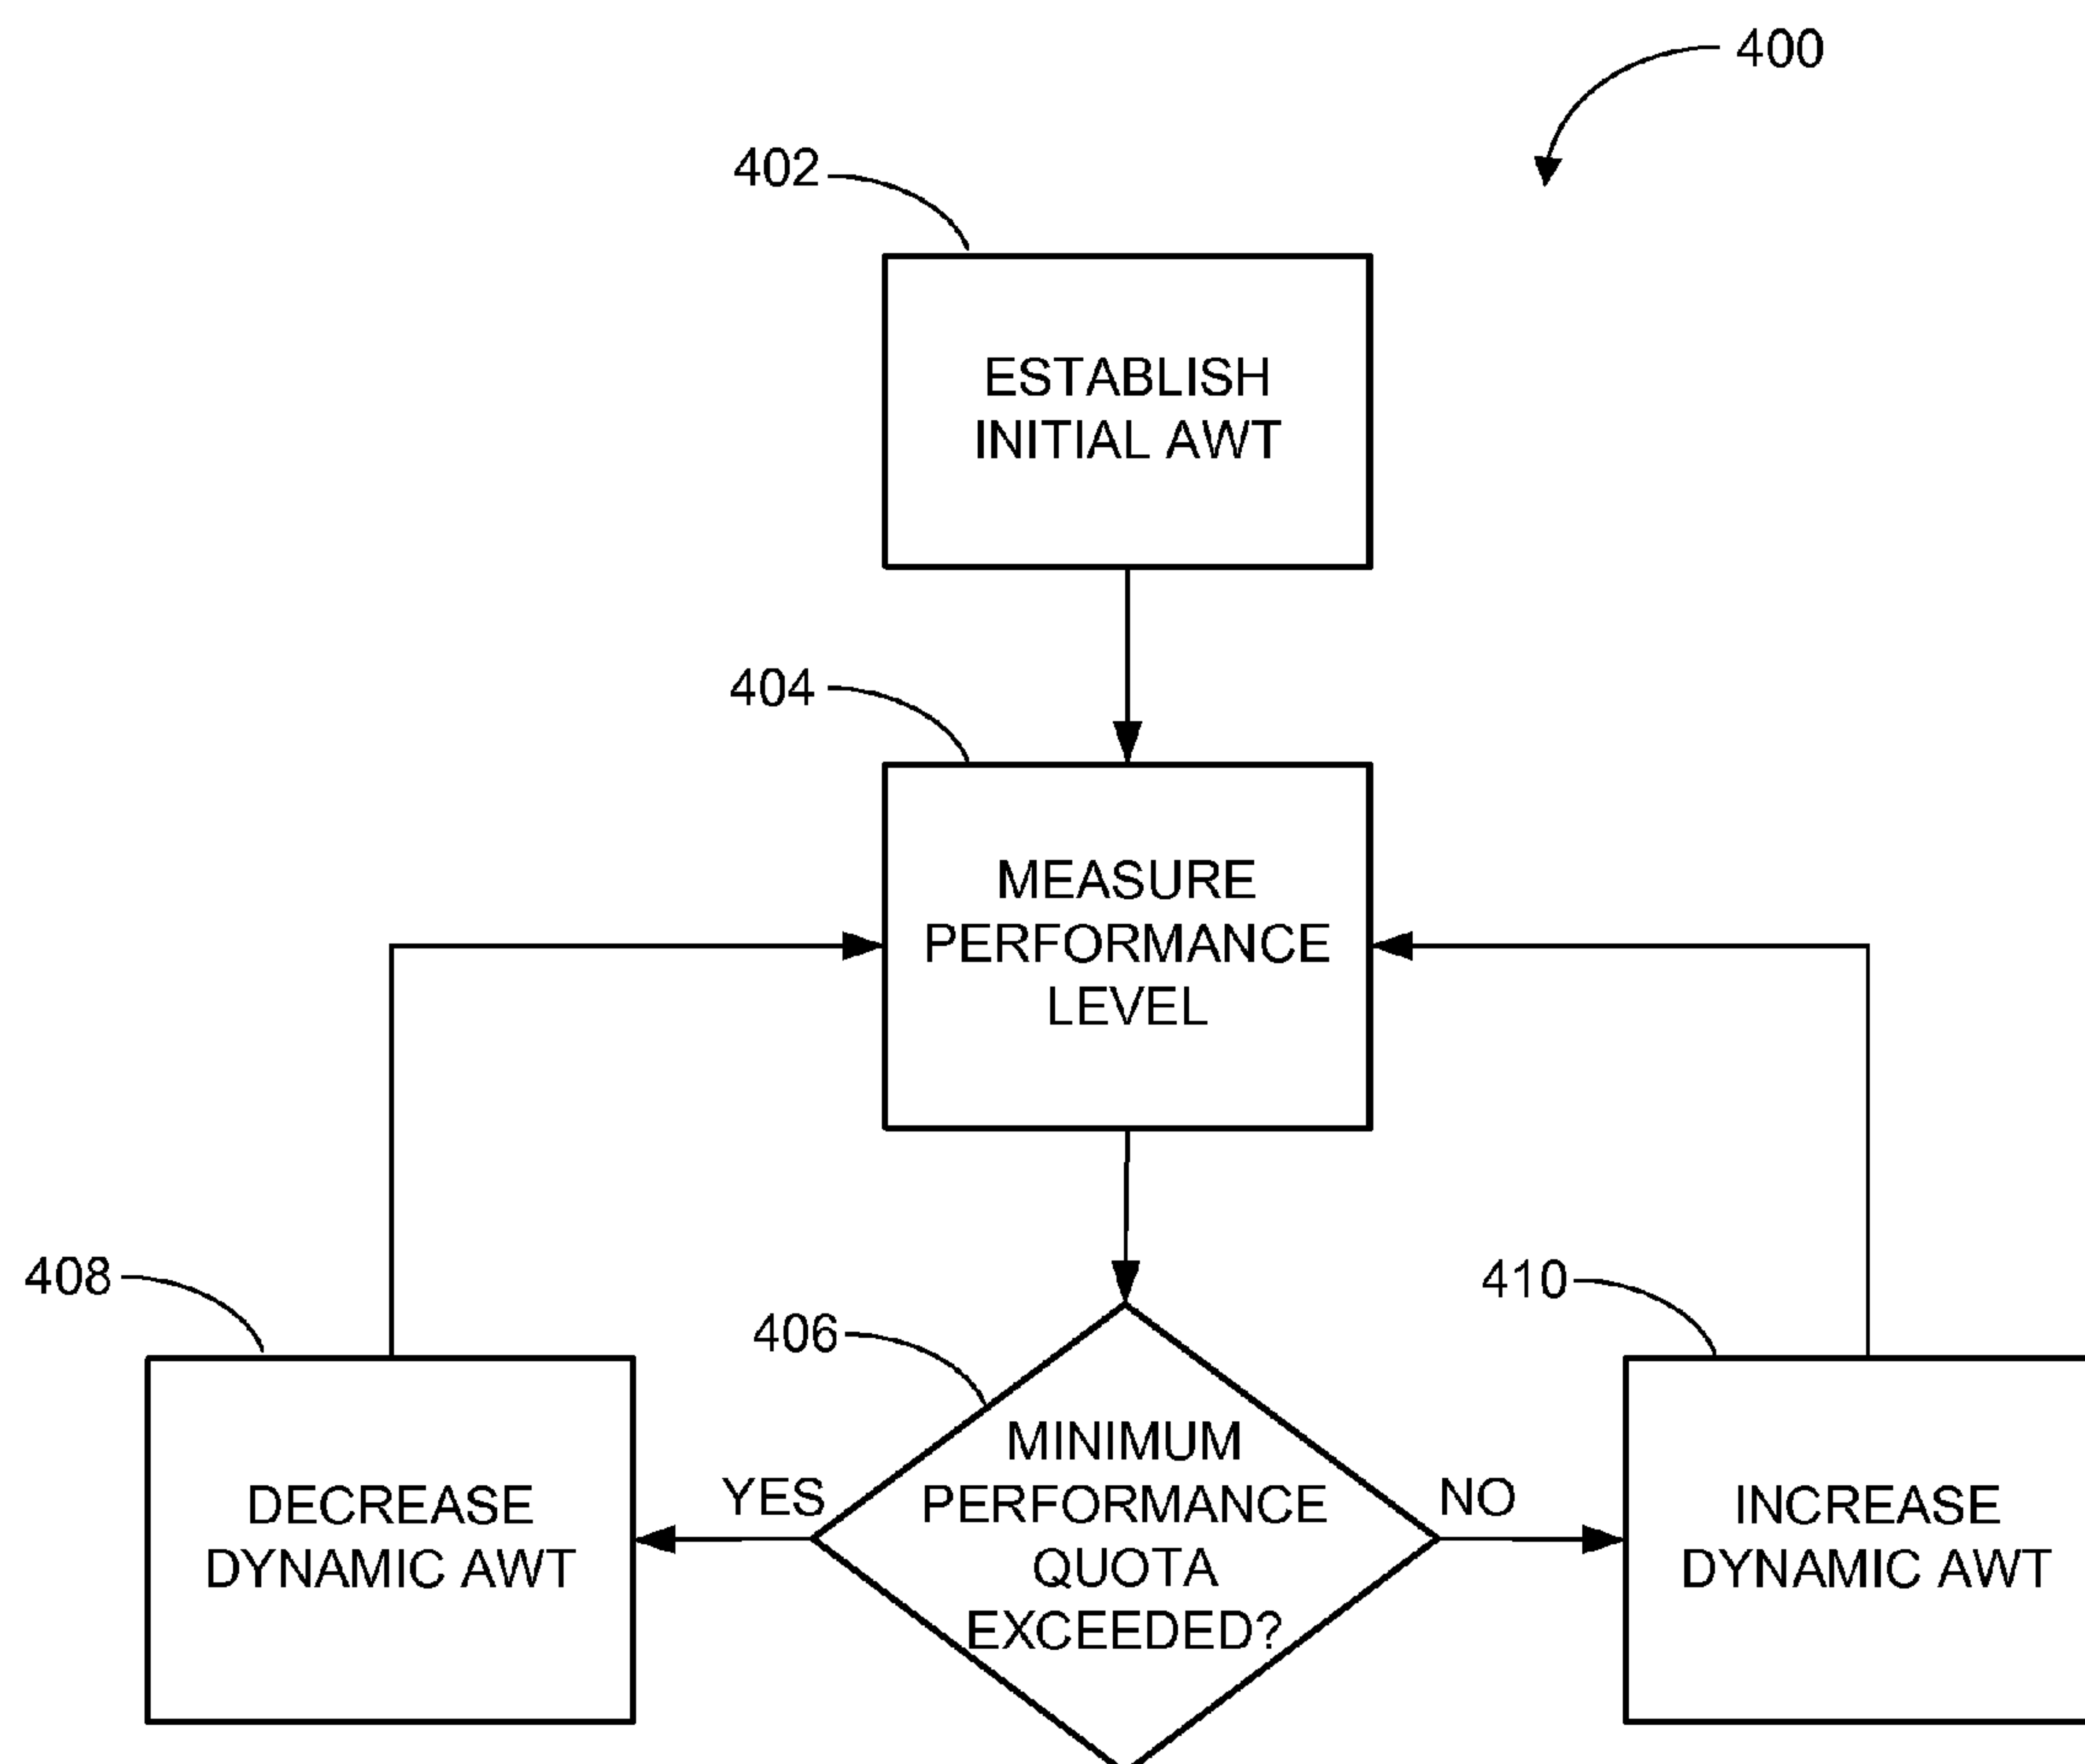 400
402
ESTABLISH
INITIAL AWT
404
MEASURE
PERFORMANCE
LEVEL
408
406
410
DECREASE
DYNAMIC AWT
YES
MINIMUM
PERFORMANCE
QUOTA
EXCEEDED?
NO
INCREASE
DYNAMIC AWT